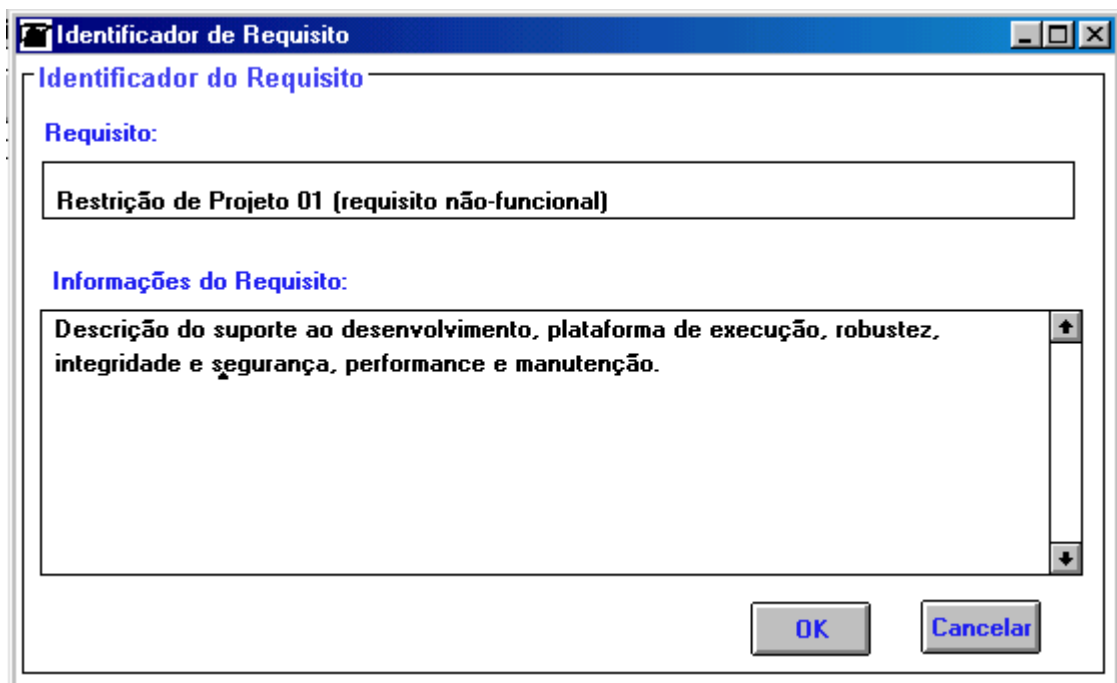 Identificador de Requisito
Identificador do Requisito
Requisito:
Restrição de Projeto 01 (requisito não-funcional)
Informações do Requisito:
Descrição do suporte ao desenvolvimento, plataforma de execução, robustez,
integridade e segurança, performance e manutenção.
OK
Cancelar